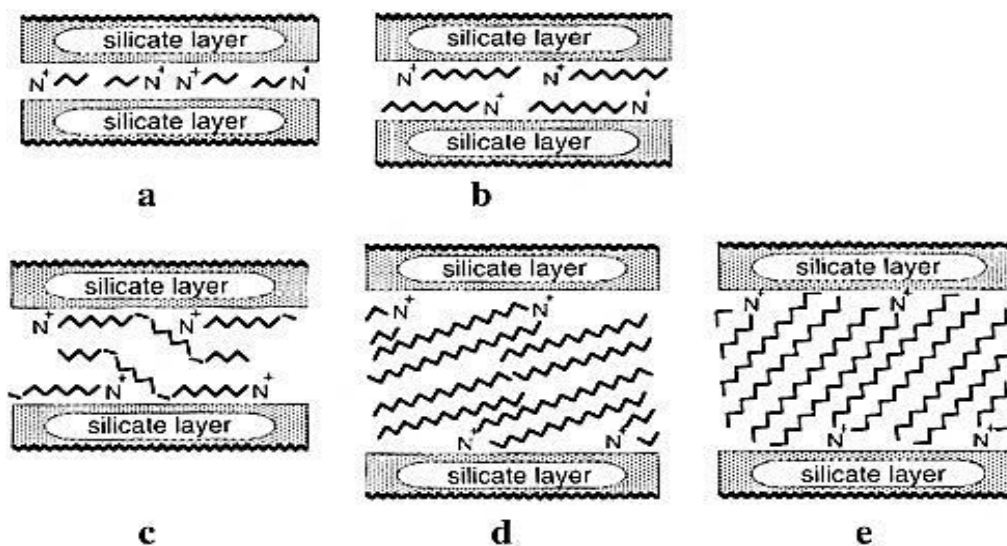 silicate layer
silicate layer
N⁺ N⁺ N⁺ N⁺
N⁺ N⁺
silicate layer
N⁺ N⁺
silicate layer
a
b
silicate layer
silicate layer
silicate layer
N⁺ N⁺
N⁺ N⁺
N⁺ N⁺
N⁺ N⁺
N⁺ N⁺
N⁺ N⁺
silicate layer
silicate layer
silicate layer
c
d
e